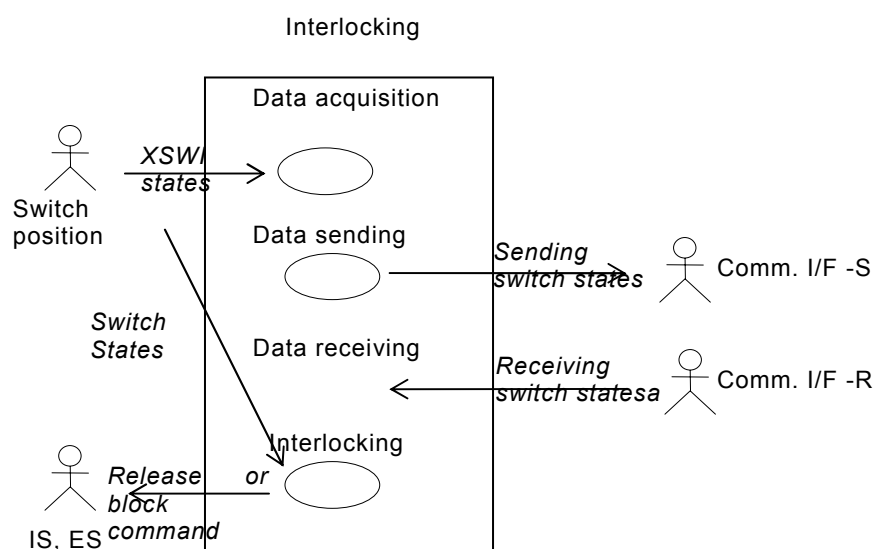 Interlocking
Data acquisition
XSWI
states
Switch
position
Data sending
Sending
switch states
Comm. I/F -S
Switch
States
Data receiving
Receiving
switch statesa
Comm. I/F -R
Interlocking
Release or
block
command
IS, ES